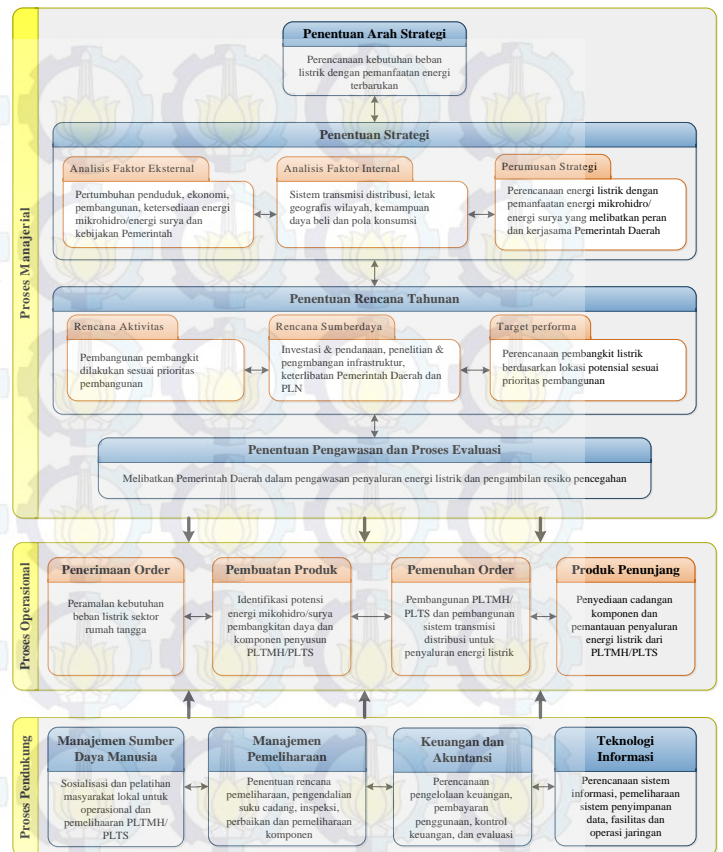 Proses Manajerial
Penentuan Arah Strategi
Perencanaan kebutuhan beban
listrik dengan pemanfaatan energi
terbarukan
Penentuan Strategi
Analisis Faktor Eksternal
Pertumbuhan penduduk, ekonomi,
pembangunan, ketersediaan energi
mikrohidro/energi surya dan
kebijakan Pemerintah
Analisis Faktor Internal
Sistem transmisi distribusi, letak
geografis wilayah, kemampuan
daya beli dan pola konsumsi
Perumusan Strategi
Perencanaan energi listrik dengan
pemanfaatan energi mikrohidro/
energi surya yang melibatkan peran
dan kerjasama Pemerintah Daerah
Penentuan Rencana Tahunan
Rencana Aktivitas
Pembangunan pembangkit
dilakukan sesuai prioritas
pembangunan
Rencana Sumberdaya
Investasi & pendanaan, penelitian &
pengmbangan infrastruktur,
keterlibatan Pemerintah Daerah dan
PLN
Target performa
Perencanaan pembangkit listrik
berdasarkan lokasi potensial sesuai
prioritas pembangunan
Penentuan Pengawasan dan Proses Evaluasi
Melibatkan Pemerintah Daerah dalam pengawasan penyaluran energi listrik dan pengambilan resiko pencegahan
Proses Operasional
Penerimaan Order
Peramalan kebutuhan
beban listrik sektor
rumah tangga
Pembuatan Produk
Identifikasi potensi
energi mikohidro/surya
pembangkitan daya dan
komponen penyusun
PLTMH/PLTS
Pemenuhan Order
Pembangunan PLTMH/
PLTS dan pembangunan
sistem transmisi
distribusi untuk
penyaluran energi listrik
Produk Penunjang
Penyediaan cadangan
komponen dan
pemantauan penyaluran
energi listrik dari
PLTMH/PLTS
Proses Pendukung
Manajemen Sumber
Daya Manusia
Sosialisasi dan pelatihan
masyarakat lokal untuk
operasional dan
pemelihaaran PLTMH/
PLTS
Manajemen
Pemeliharaan
Penentuan rencana
pemeliharaan, pengendalian
suku cadang, inspeksi,
perbaikan dan pemeliharaan
komponen
Keuangan dan
Akuntansi
Perencanaan
pengelolaan keuangan,
pembayaran
penggunaan, kontrol
keuangan, dan evaluasi
Teknologi
Informasi
Perencanaan sistem
informasi, pemeliharaan
sistem penyimpanan
data, fasilitas dan
operasi jaringan